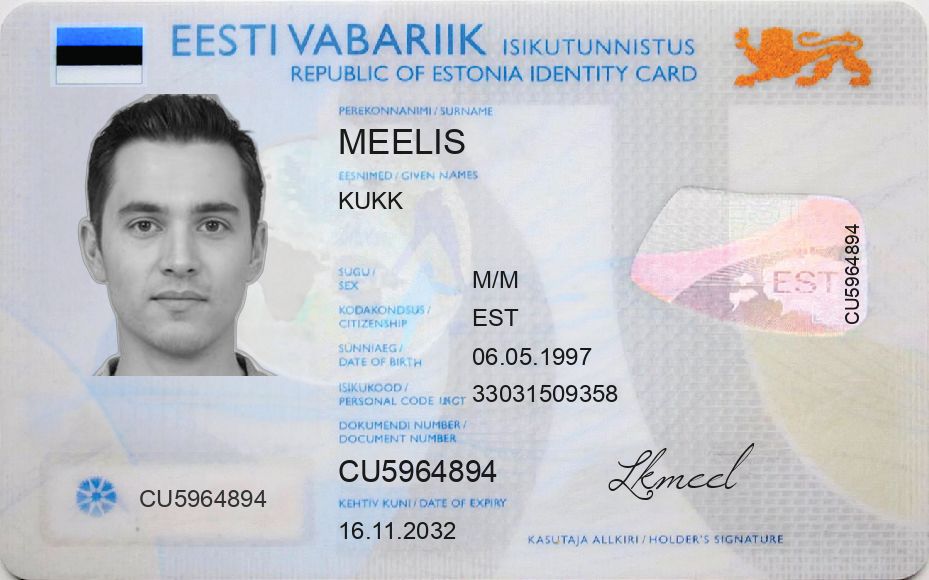 EESTI VABARIIK ISIKUTUNNISTUS
REPUBLIC OF ESTONIA IDENTITY CARD
PEREKONNANIMI / SURNAME
MEELIS
EESNIMED / GIVEN NAMES
KUKK
SUGU /
SEX
M/M
KODAKONDSUS /
CITIZENSHIP
EST
SÜNNIAEG /
DATE OF BIRTH
06.05.1997
ISIKUKOOD /
PERSONAL CODE
33031509358
DOKUMENDI NUMBER /
DOCUMENT NUMBER
CU5964894
KEHTIV KUNI / DATE OF EXPIRY
16.11.2032
CU5964894
EST
CU5964894
KASUTAJA ALLKIRI / HOLDER'S SIGNATURE